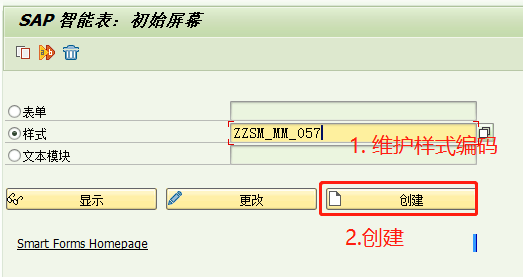 SAP 智能表: 初始屏幕
表单
样式 ZZSM_MM_057
1. 维护样式编码
文本模块
显示 更改 创建
2.创建
Smart Forms Homepage